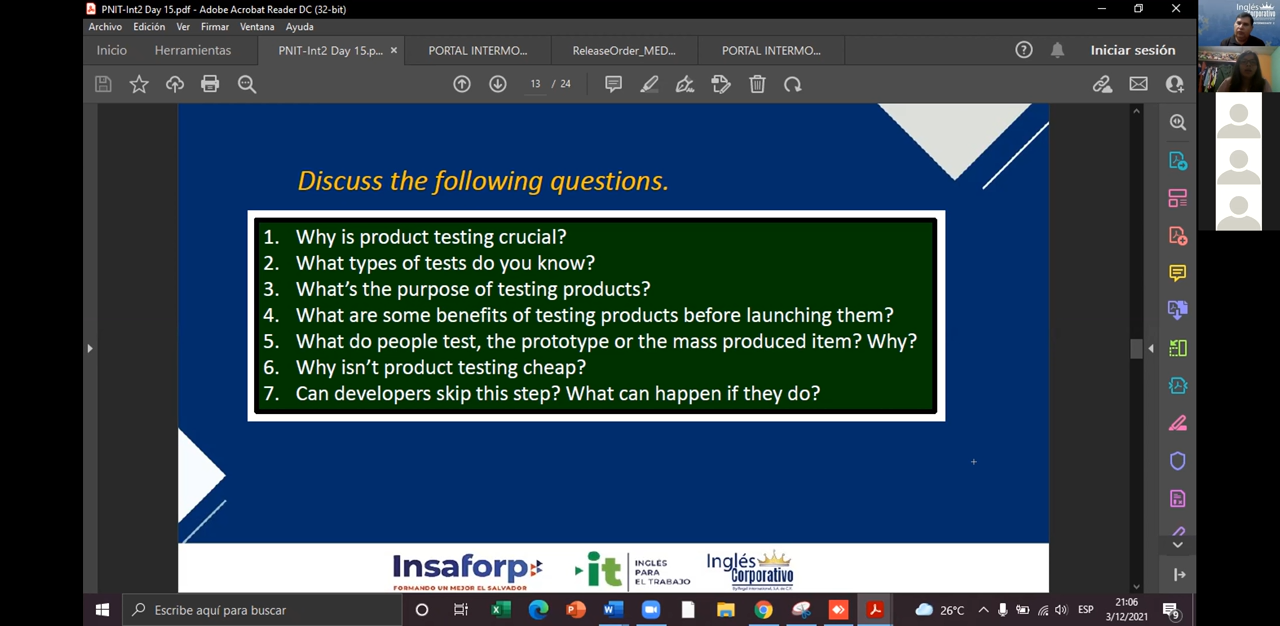 PNIT-Int2 Day 15.pdf - Adobe Acrobat Reader DC (32-bit)
Archivo Edición Ver Firmar Ventana Ayuda
Inicio Herramientas PNIT-Int2 Day 15.p... × PORTAL INTERMO... ReleaseOrder_MED... PORTAL INTERMO... Iniciar sesión
13 / 24
Discuss the following questions.
1. Why is product testing crucial?
2. What types of tests do you know?
3. What's the purpose of testing products?
4. What are some benefits of testing products before launching them?
5. What do people test, the prototype or the mass produced item? Why?
6. Why isn't product testing cheap?
7. Can developers skip this step? What can happen if they do?
Insaforp
FORMANDO UN MEJOR EL SALVADOR
it
INGLÉS
PARA
EL TRABAJO
Inglés
Corporativo
Escribe aquí para buscar
26°C
ESP
21:06
3/12/2021
9
Inglés
Corporativo